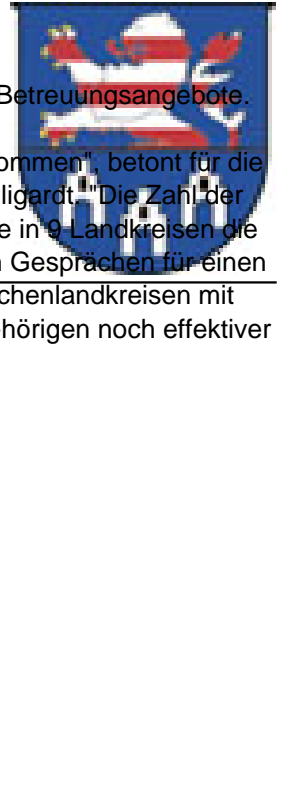 Betreuungsangebote.
ommen", betont für die
ligardt. "Die Zahl der
e in 9 Landkreisen die
n Gesprächen für einen
chenlandkreisen mit
hörigen noch effektiver